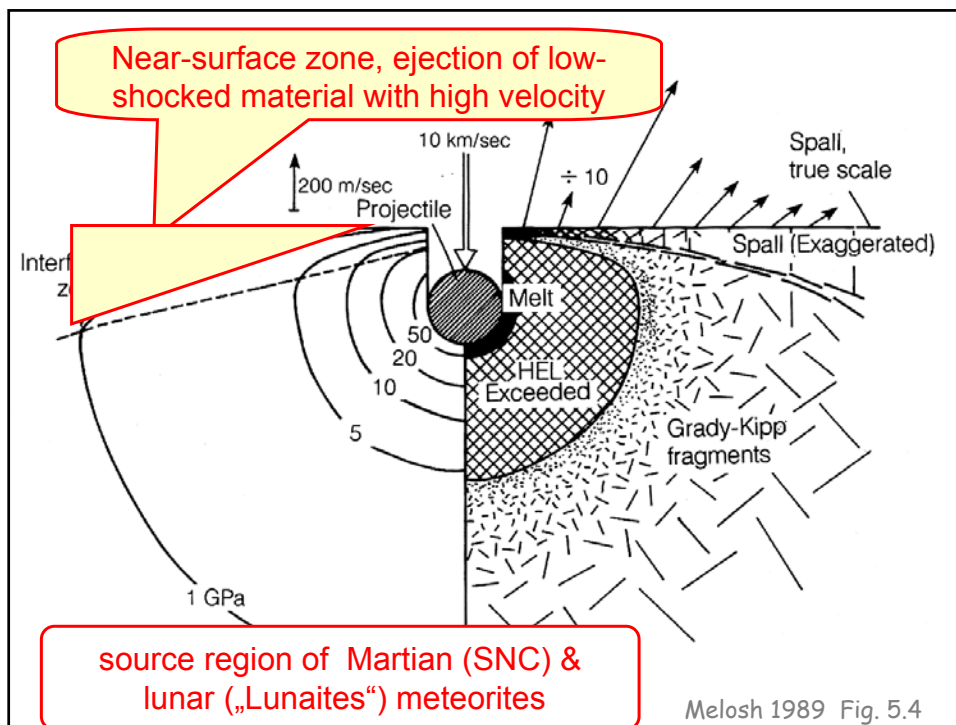 Near-surface zone, ejection of low-
shocked material with high velocity
10 km/sec
200 m/sec
Projectile
÷ 10
Spall,
true scale
Spall (Exaggerated)
Melt
50
20
10
5
HEL
Exceeded
Grady-Kipp
fragments
1 GPa
source region of Martian (SNC) &
lunar („Lunaites“) meteorites
Melosh 1989 Fig. 5.4